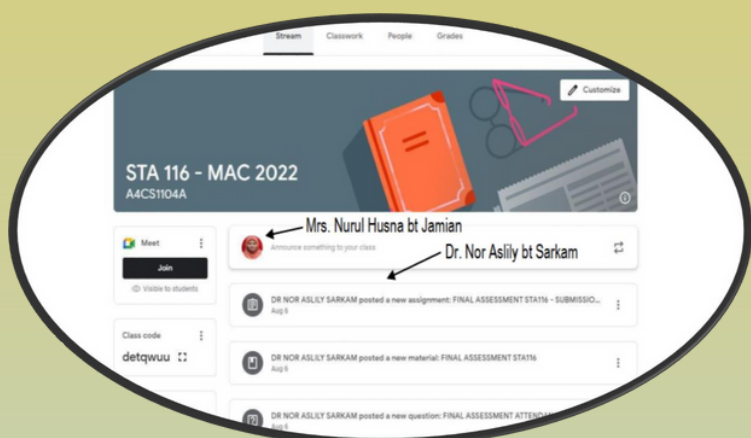 Stream Classwork People Grades
Customize
STA 116 - MAC 2022
A4CS1104A
Mrs. Nurul Husna bt Jamian
Meet
Announce something to your class
Dr. Nor Aslily bt Sarkam
Join
Visible to students
DR NOR ASLILY SARKAM posted a new assignment: FINAL ASSESSMENT STA116 - SUBMISSIO...
Aug 6
Class code
detqwuu
DR NOR ASLILY SARKAM posted a new material: FINAL ASSESSMENT STA116
Aug 6
DR NOR ASLILY SARKAM posted a new question: FINAL ASSESSMENT
Aug 6